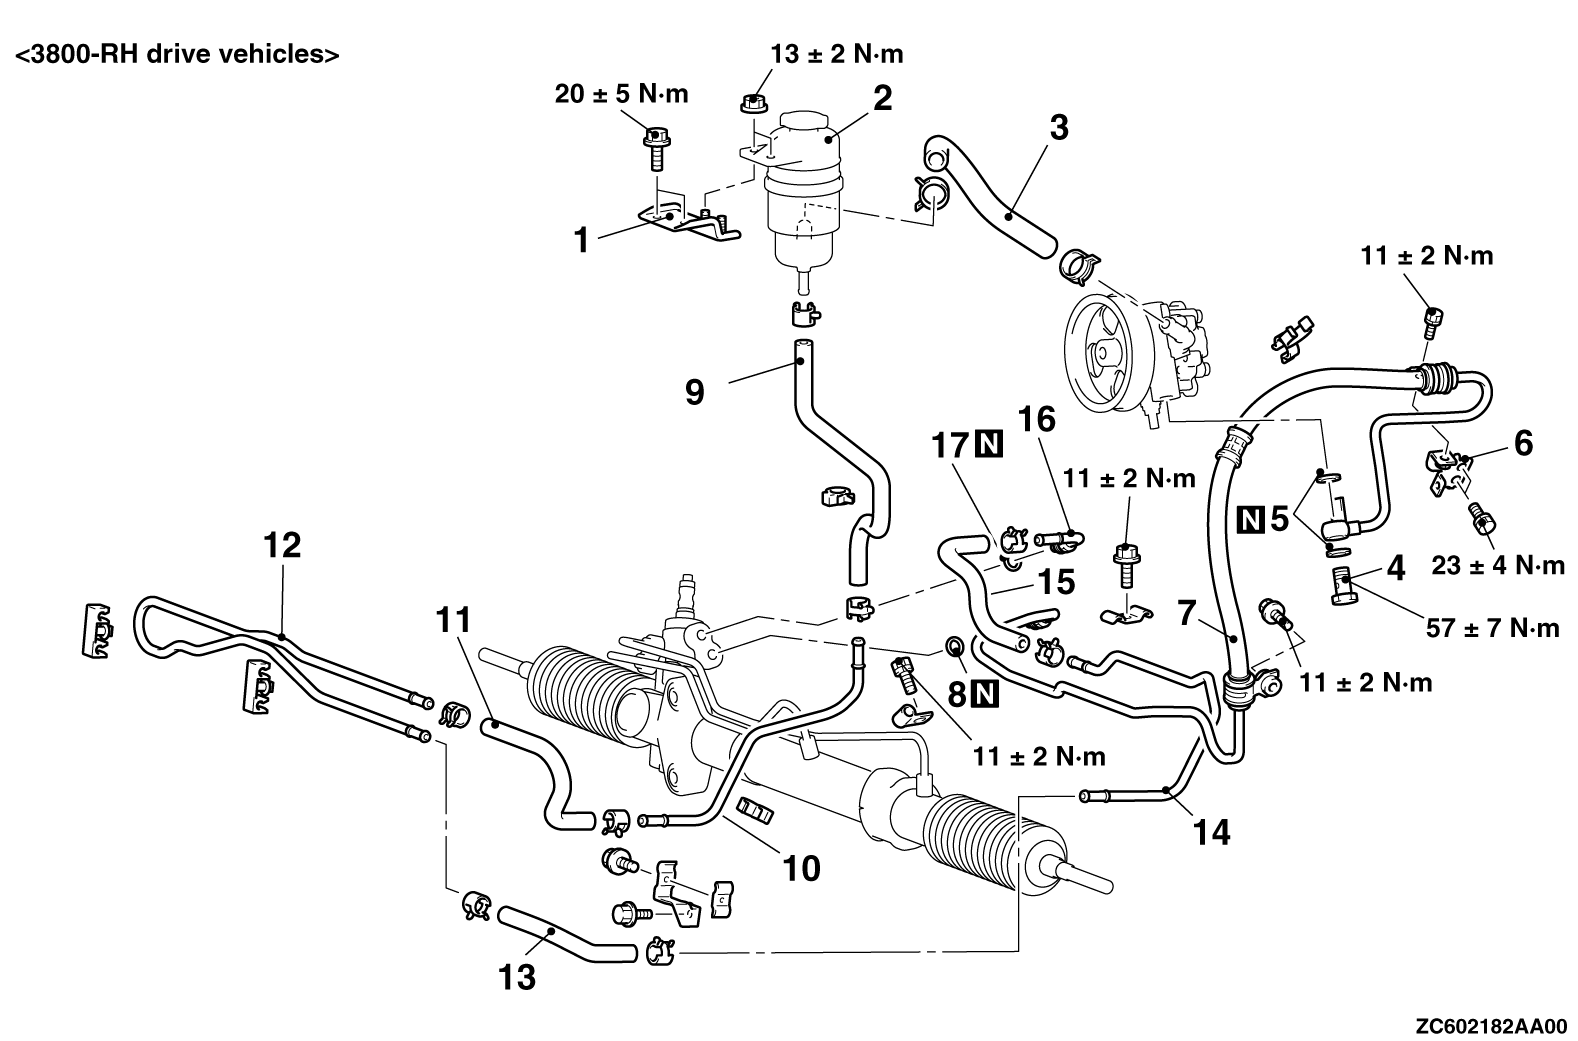 <3800-RH drive vehicles>
13 ± 2 N·m
20 ± 5 N·m
2
3
1
11 ± 2 N·m
9
16
17 N
6
11 ± 2 N·m
N 5
12
4
23 ± 4 N·m
15
11
7
57 ± 7 N·m
8 N
11 ± 2 N·m
11 ± 2 N·m
14
10
13
ZC602182AA00